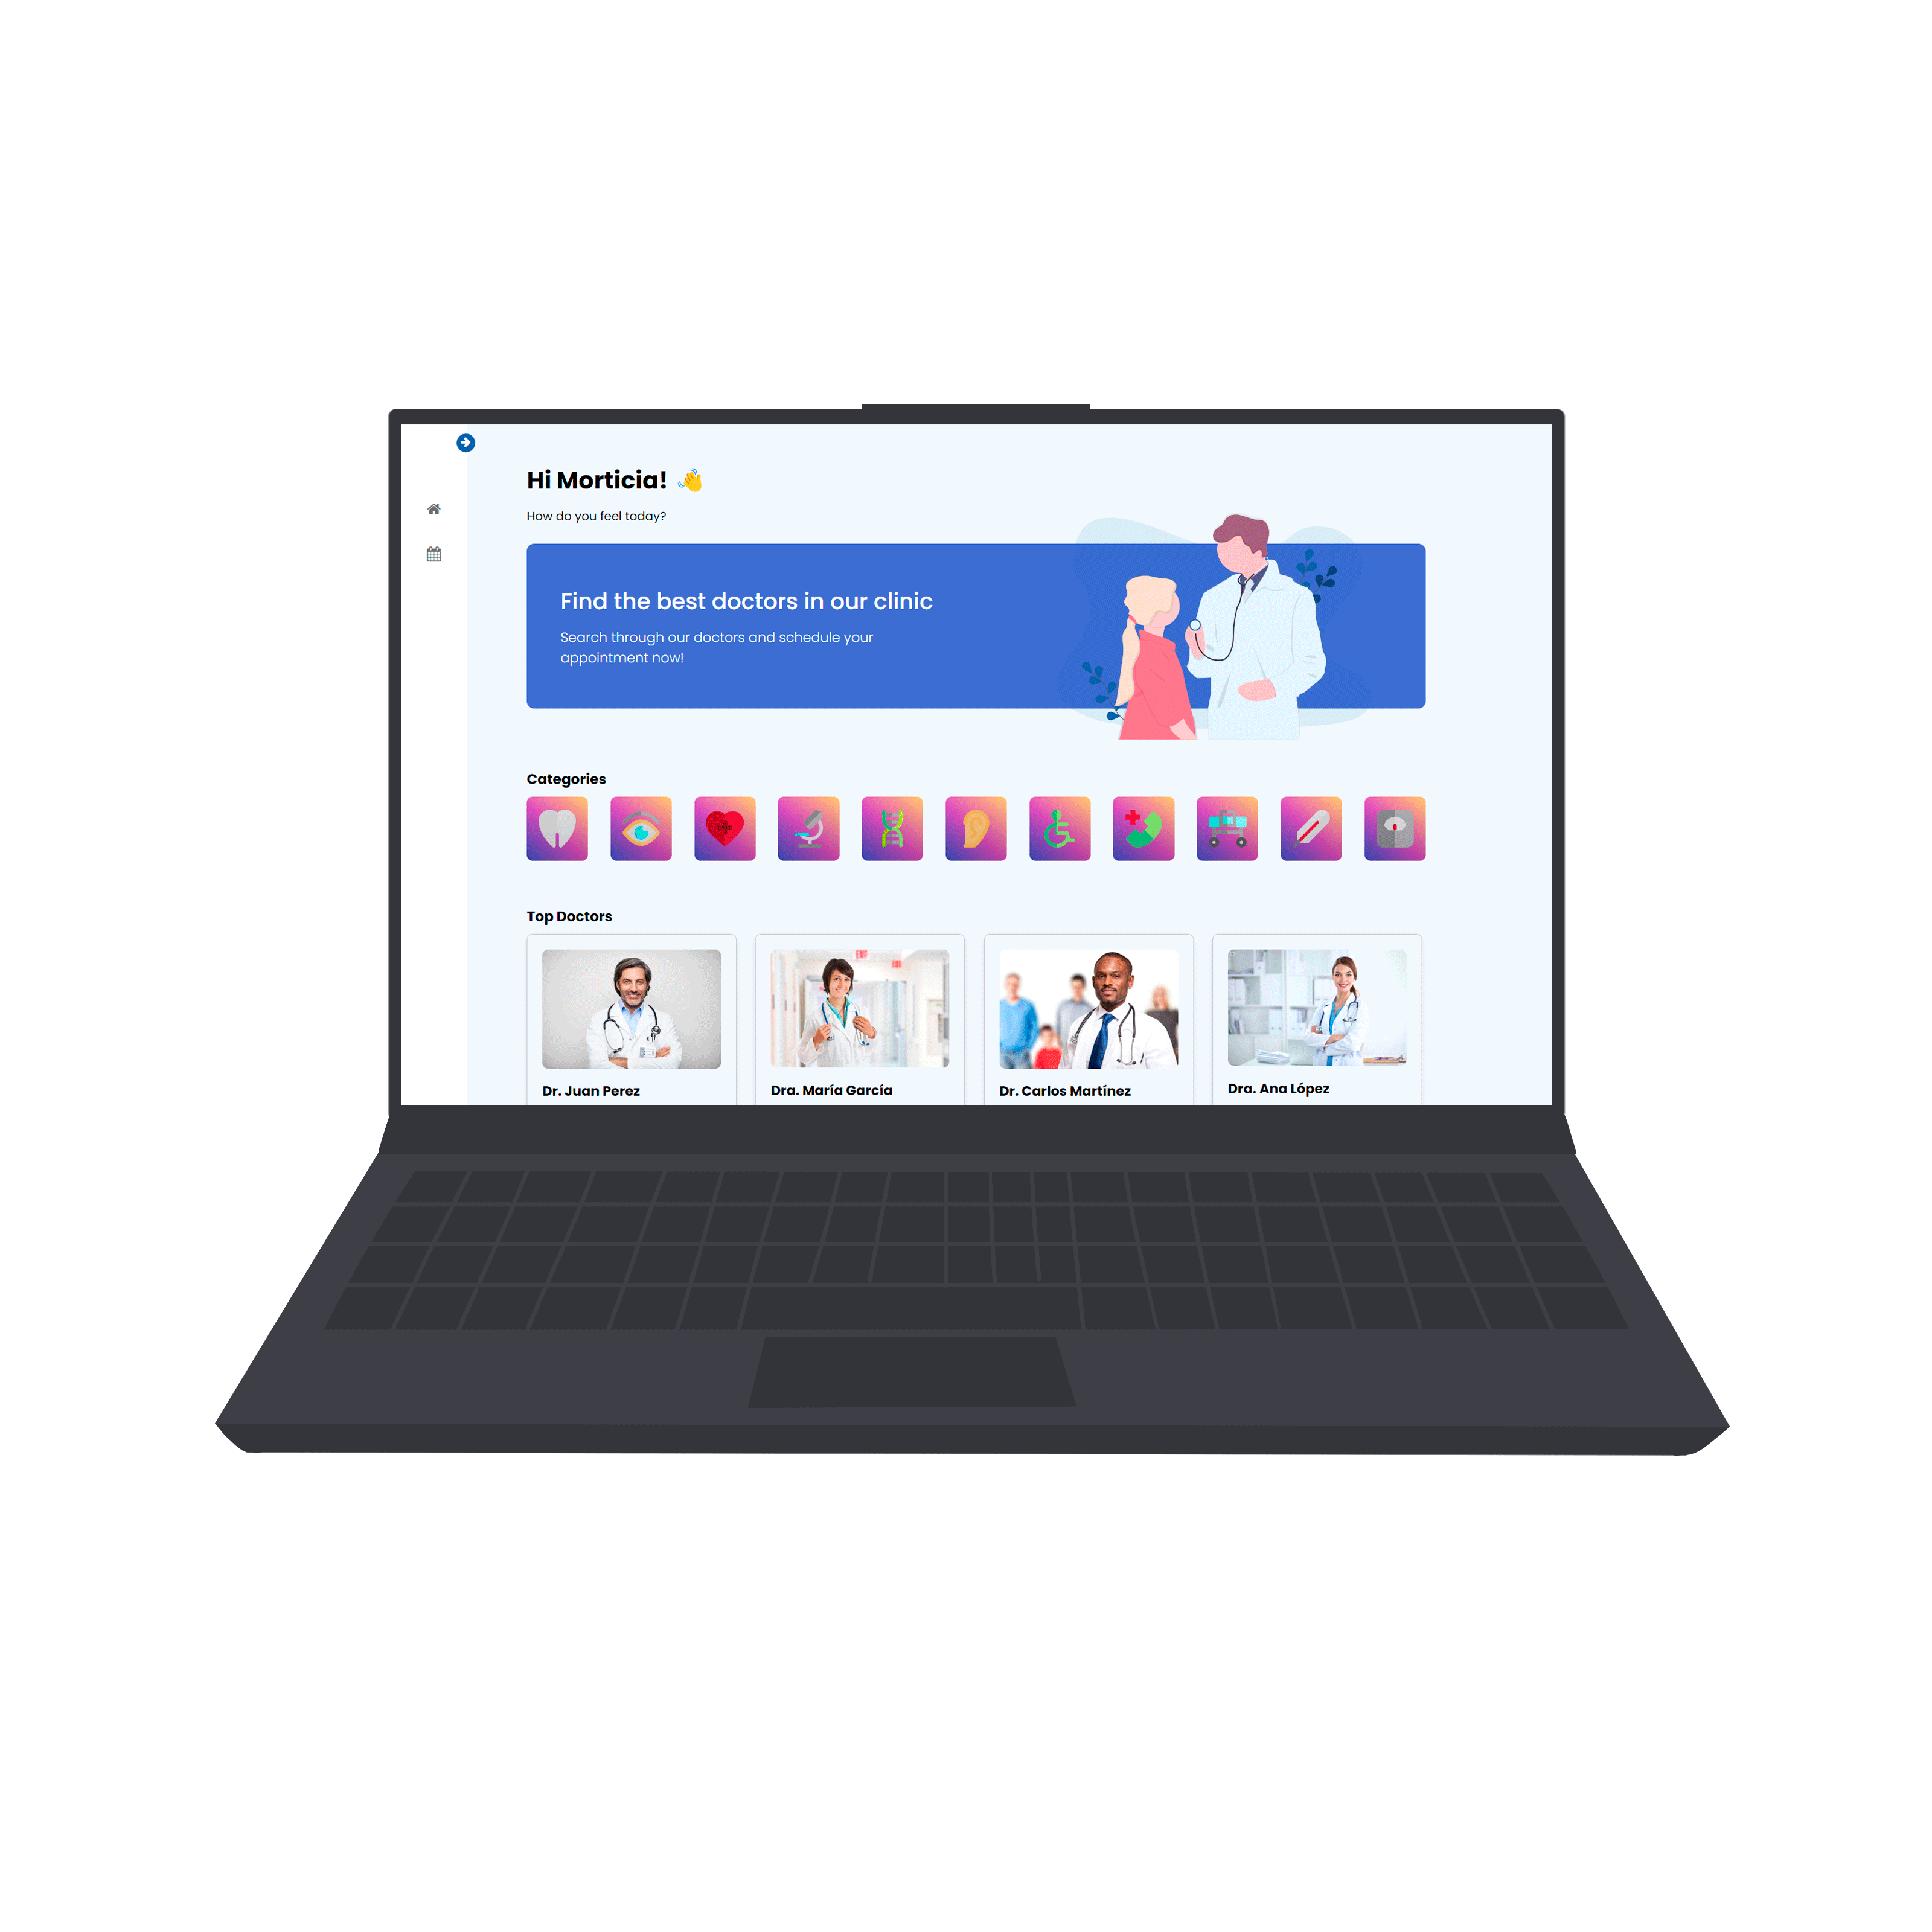 Hi Morticia! 👋
How do you feel today?
Find the best doctors in our clinic
Search through our doctors and schedule your
appointment now!
Categories
Top Doctors
Dr. Juan Perez
Dra. María García
Dr. Carlos Martínez
Dra. Ana López